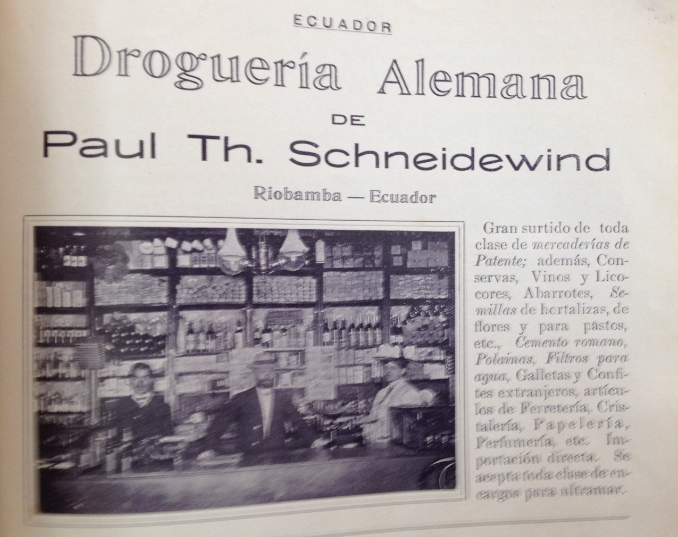 ECUADOR
Droguería Alemana
DE
Paul Th. Schneidewind
Riobamba — Ecuador
Gran surtido de toda
clase de mercaderías de
Patente; además, Con-
servas, Vinos y Lico-
cores, Abarrotes, Se-
millas de hortalizas, de
flores y para pastos,
etc., Cemento romano,
Polainas, Filtros para
agua, Galletas y Confi-
tes extranjeros, artícu-
los de Ferretería, Cris-
talería, Papelería,
Perfumería, etc. Im-
portación directa. Se
acepta toda clase de en-
cargos para ultramar.